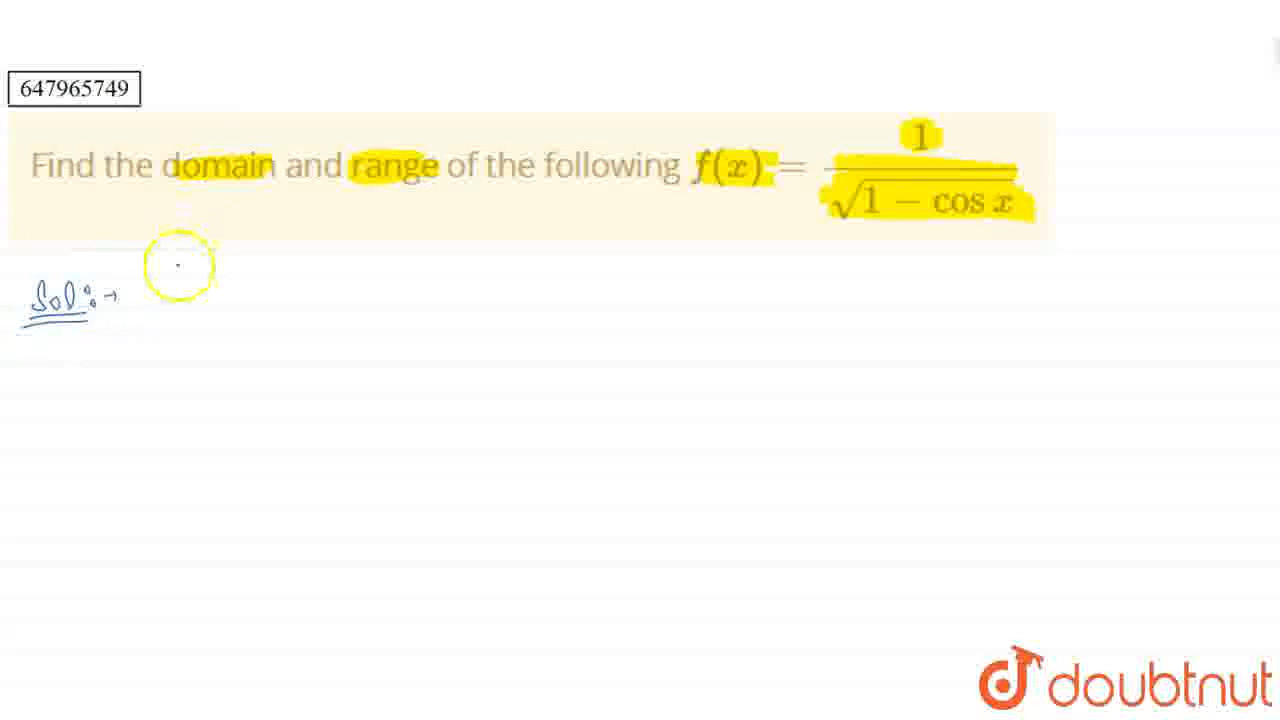 647965749
Find the domain and range of the following f(x) = 1/√(1 − cos x)
Sol:→
doubtnut